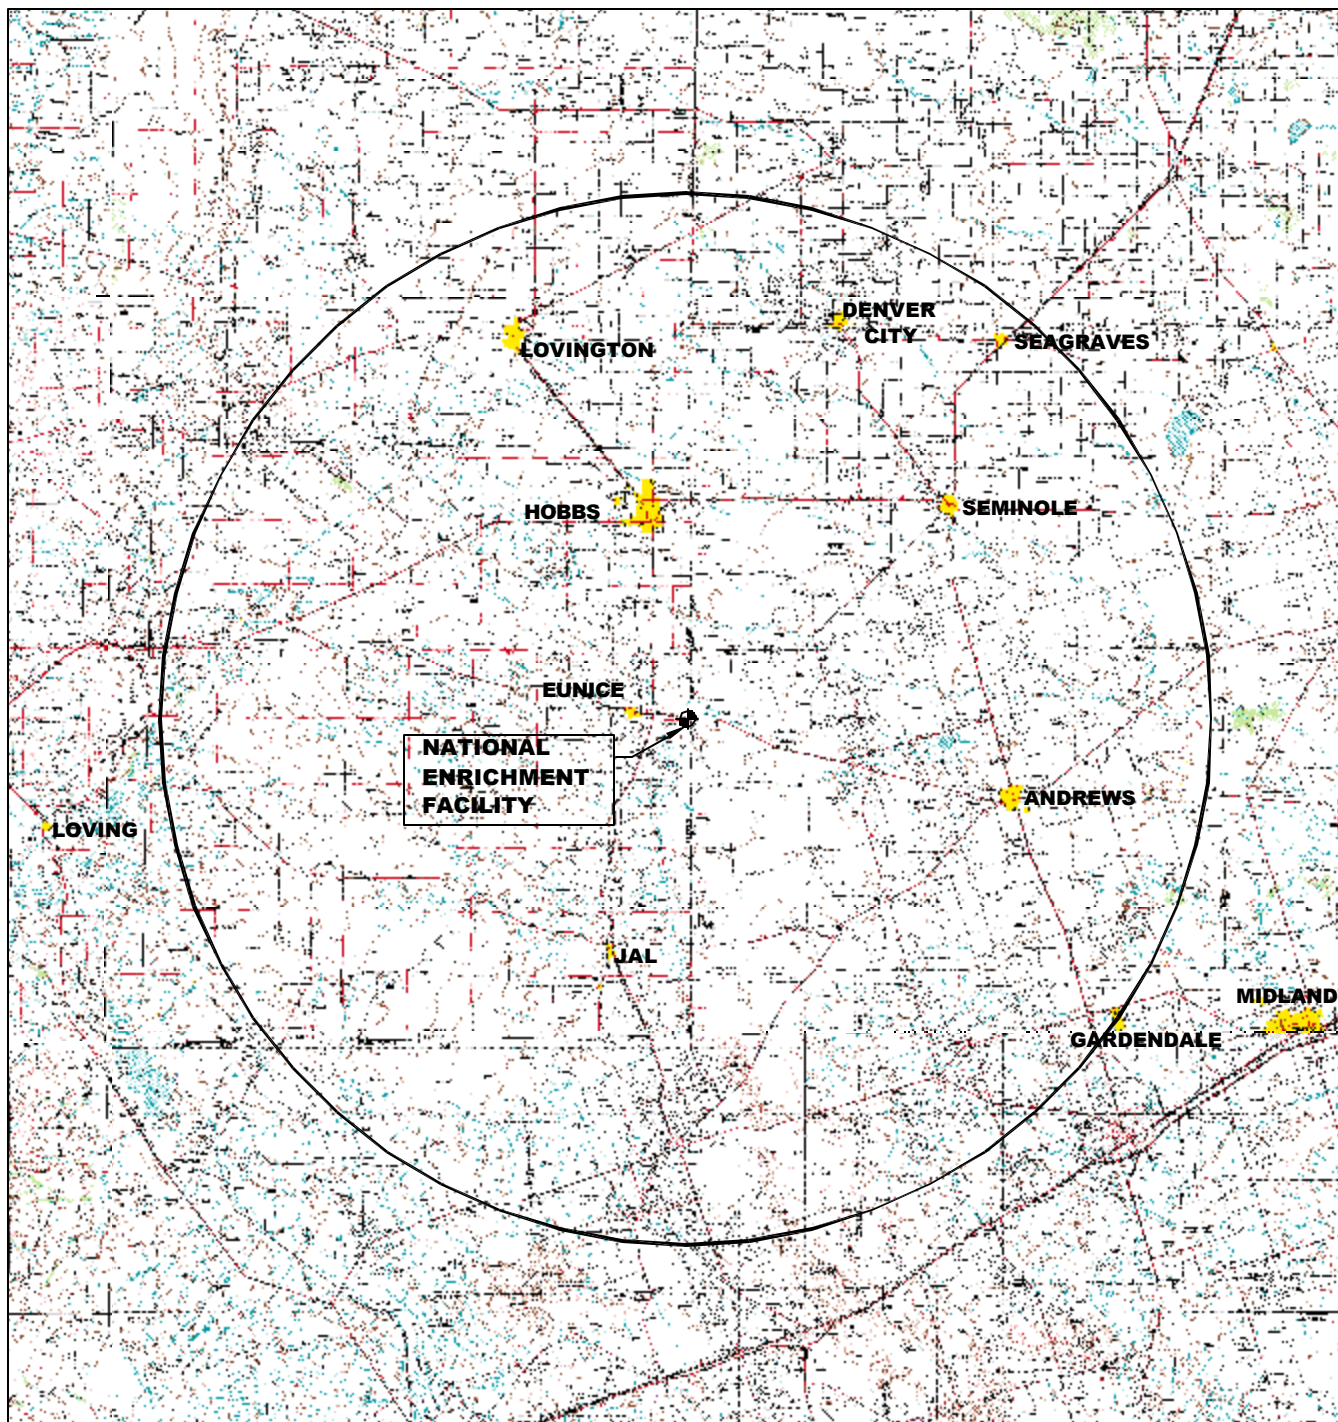 DENVER
CITY
SEAGRAVES
LOVINGTON
HOBBS
SEMINOLE
EUNICE
NATIONAL
ENRICHMENT
FACILITY
ANDREWS
LOVING
JAL
MIDLAND
GARDENDALE